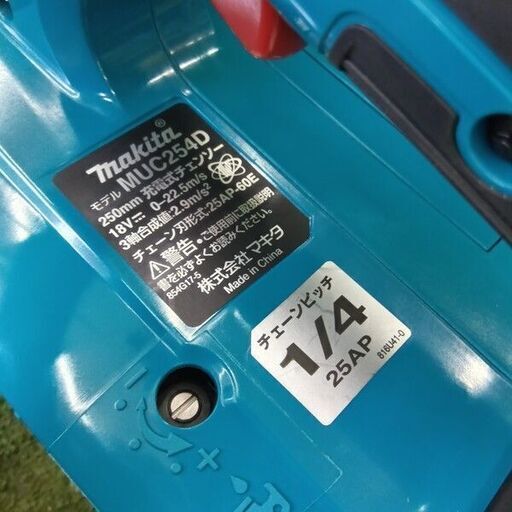 makita®
モデル MUC254D
250mm 充電式チェンソー
18V⎓ 0-22.5m/s
3軸合成値:2.9m/s²
チェーン刃形式:25AP-60E
⚠警告・ご使用前に取扱説明
書を必ずよくお読みください。
854G17-5
株式会社マキタ
Made in China
チェーンピッチ
1/4
25AP
816U41-0
- +